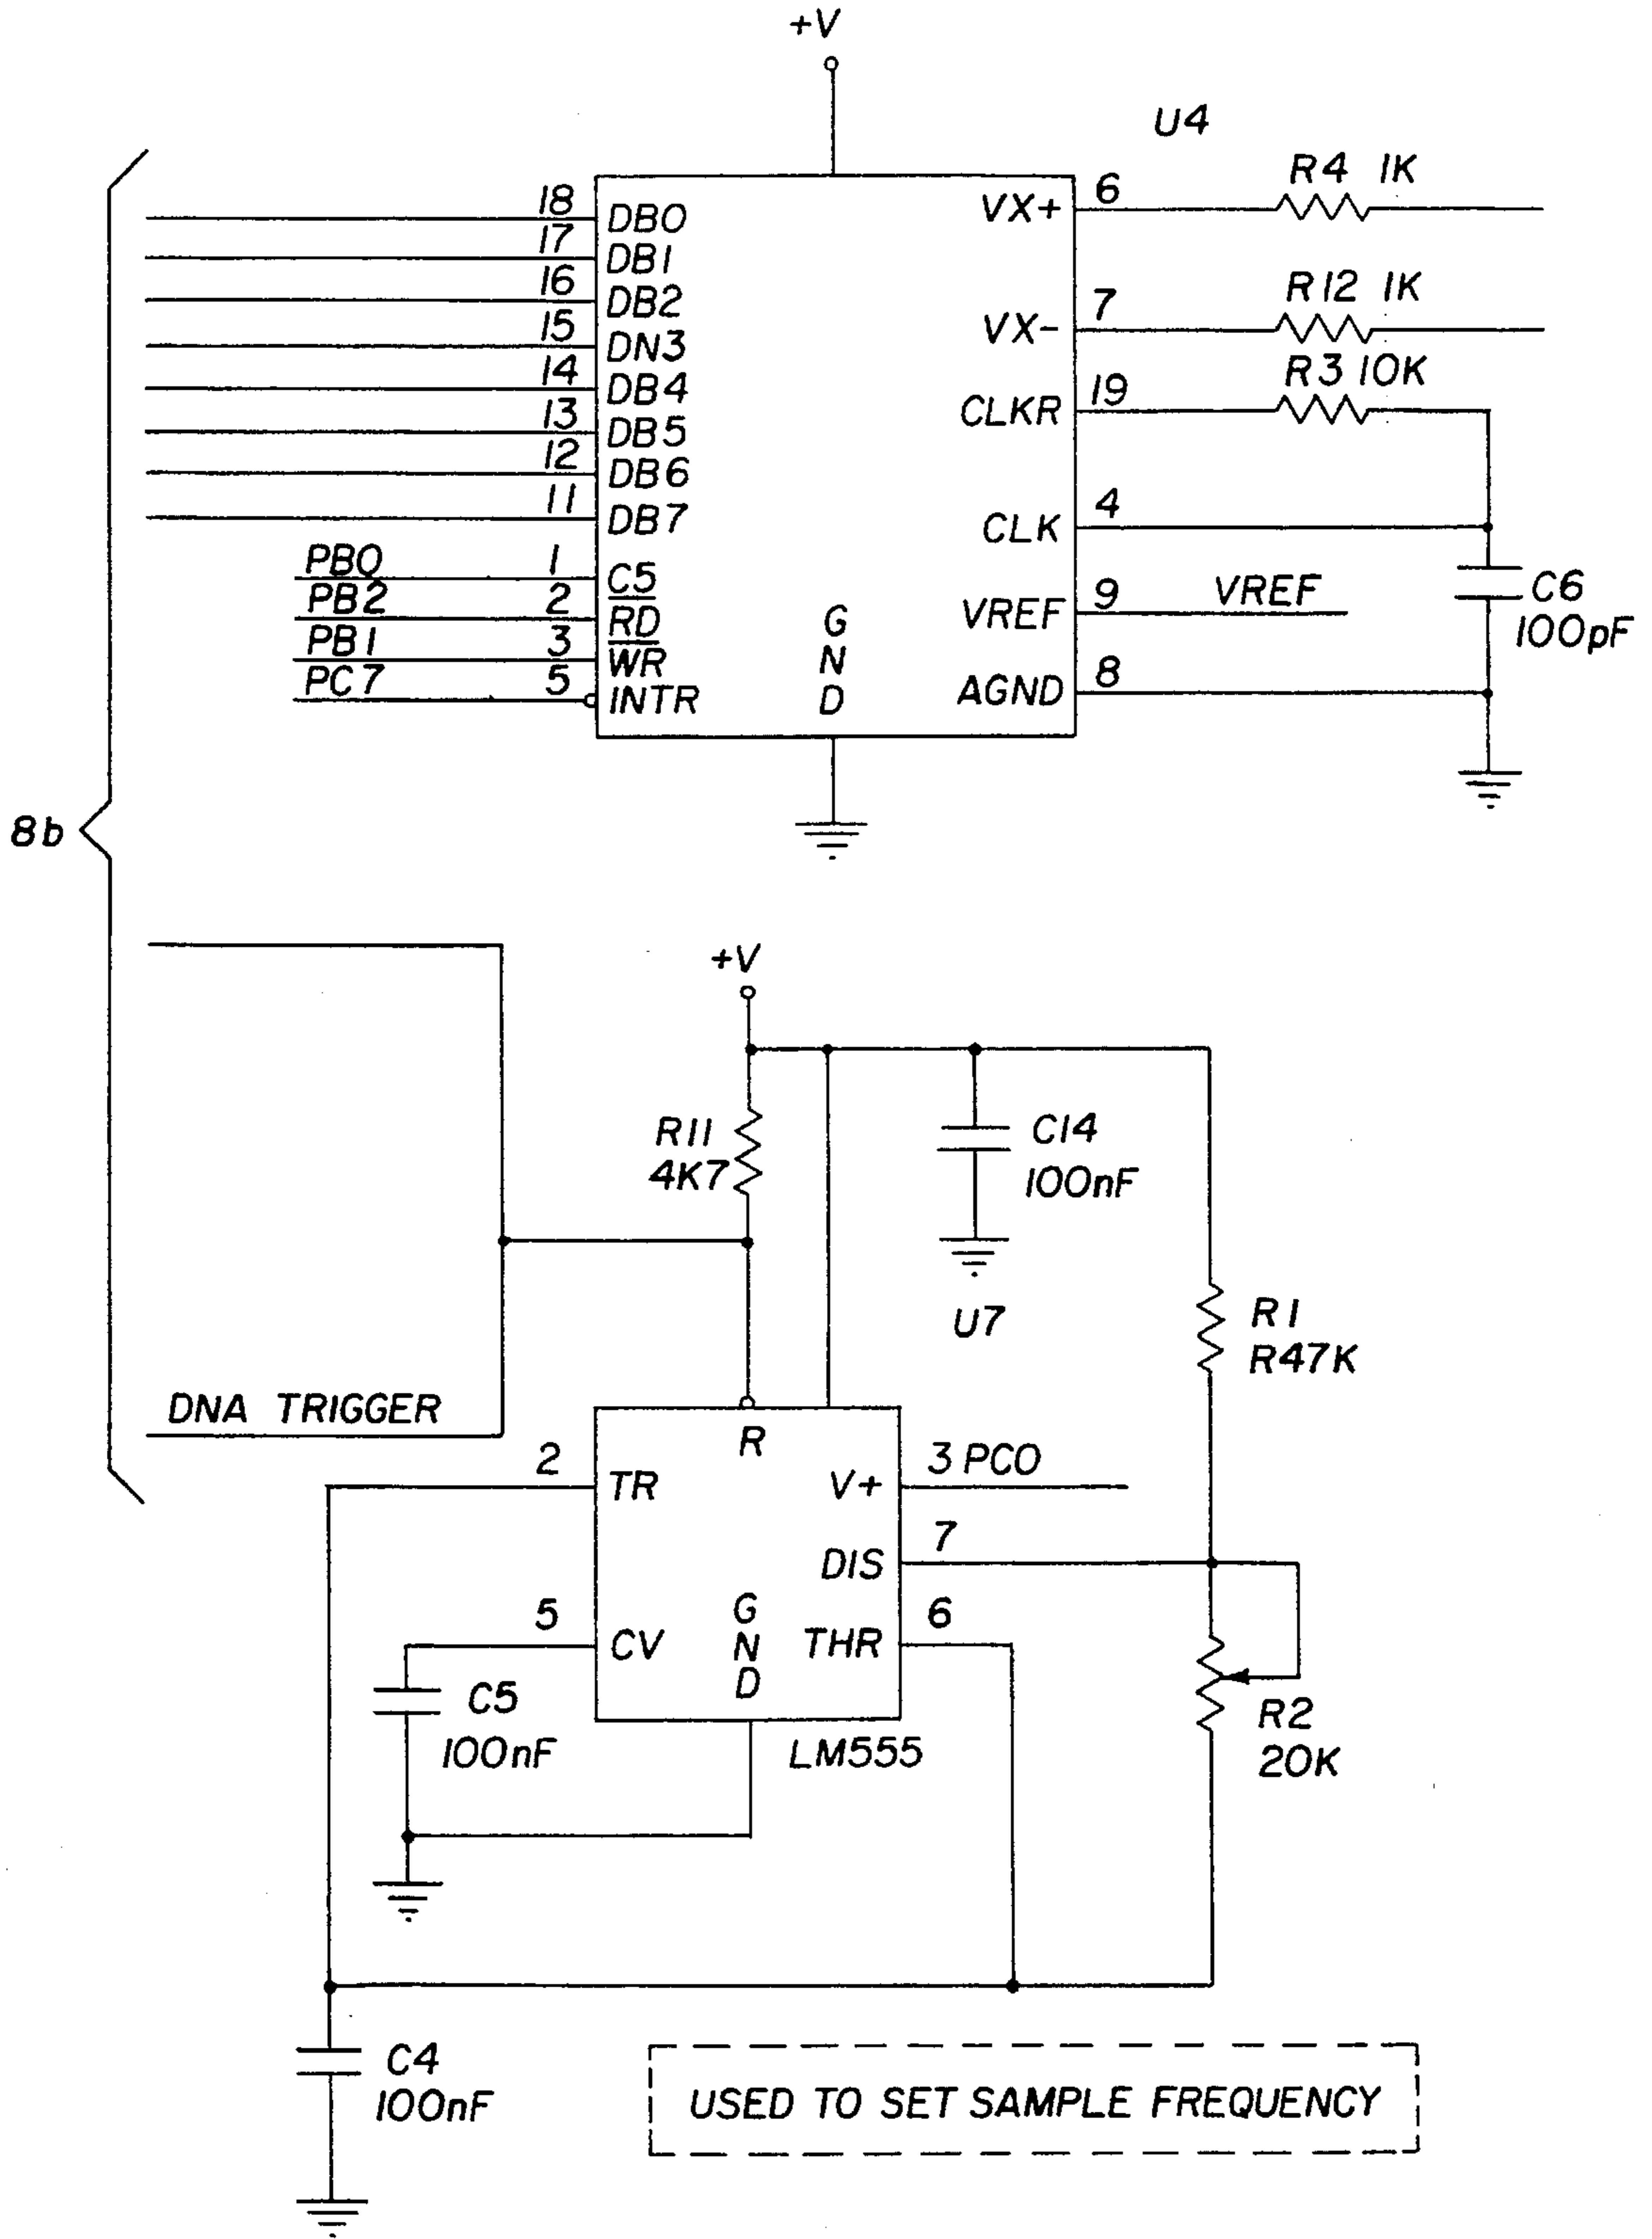 +V
U4
R4 1K
6
VX+
18
DB0
17
DB1
16
DB2
15
DN3
14
DB4
13
DB5
12
DB6
11
DB7
R12 1K
7
VX-
R3 10K
19
CLKR
4
CLK
PB0 1
C5
PB2 2
RD
PB1 3
WR
PC7 5
INTR
9 VREF
VREF
C6
100pF
8
AGND
G
N
D
8b
+V
R11
4K7
C14
100nF
U7
R1
R47K
DNA TRIGGER
R
2
TR
3 PC0
V+
7
DIS
5
CV
6
THR
G
N
D
C5
100nF
LM555
R2
20K
C4
100nF
USED TO SET SAMPLE FREQUENCY